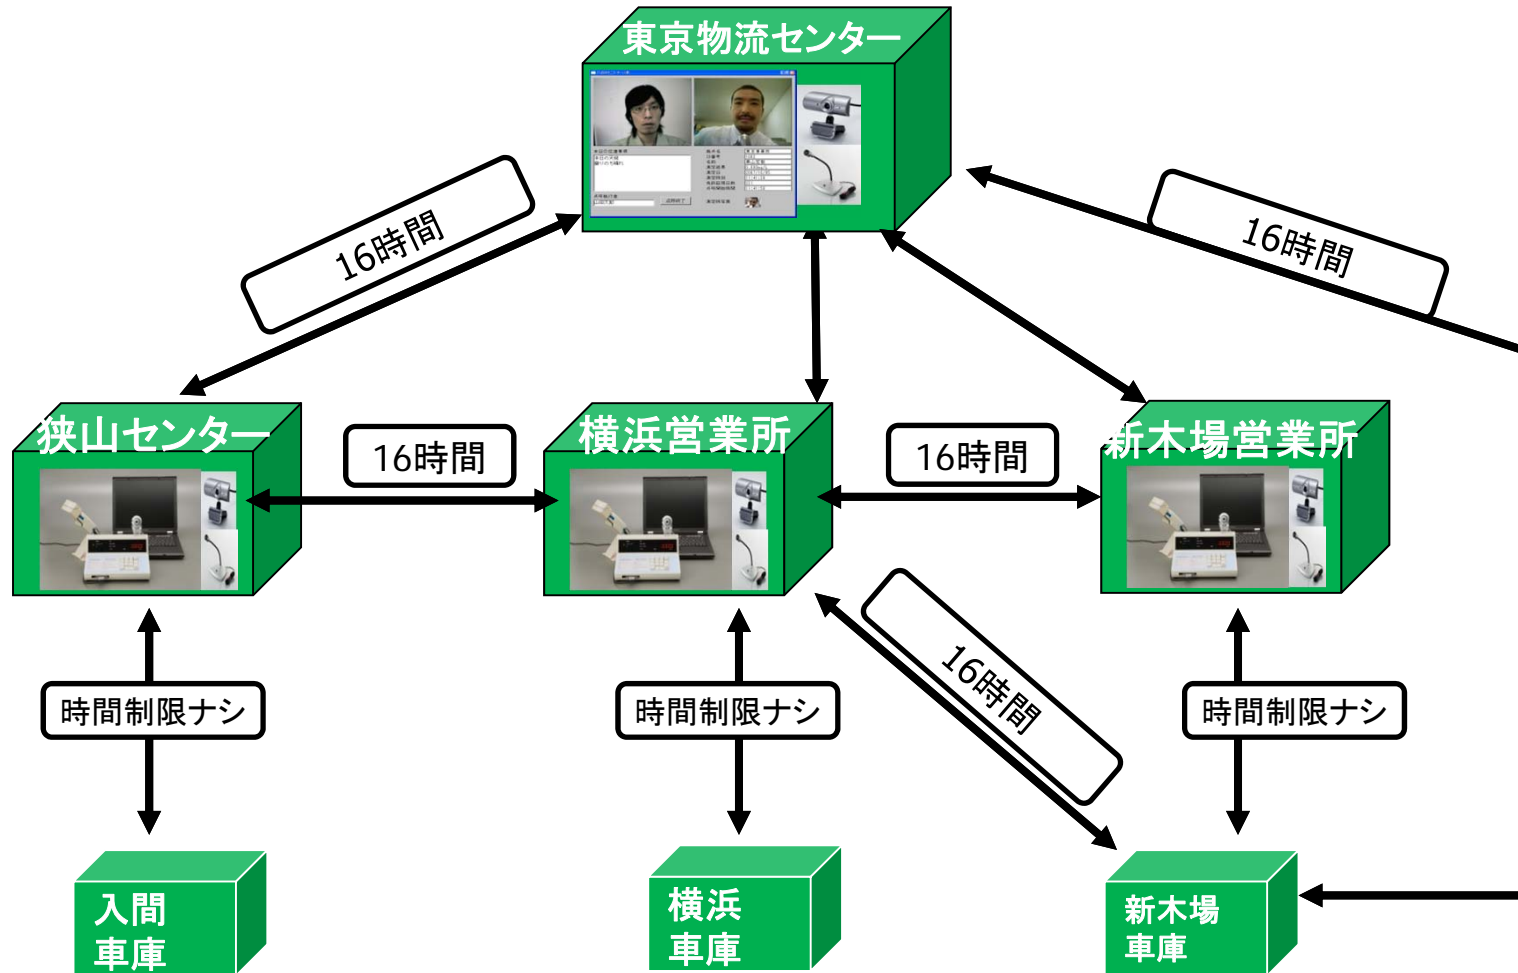 東京物流センター
16時間
16時間
狭山センター
16時間
横浜営業所
16時間
新木場営業所
時間制限ナシ
時間制限ナシ
16時間
時間制限ナシ
入間
車庫
横浜
車庫
新木場
車庫